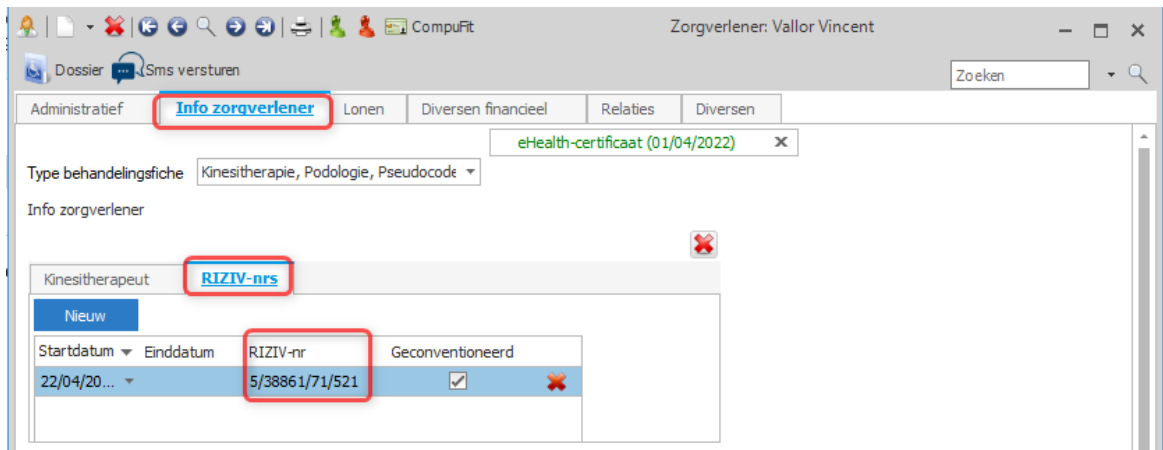 CompuFit Zorgverlener: Vallor Vincent
Dossier Sms versturen Zoeken
Administratief Info zorgverlener Lonen Diversen financieel Relaties Diversen
eHealth-certificaat (01/04/2022)
Type behandelingsfiche Kinesitherapie, Podologie, Pseudocode
Info zorgverlener
Kinesitherapeut RIZIV-nrs
Nieuw
Startdatum Einddatum RIZIV-nr Geconventioneerd
22/04/20... 5/38861/71/521